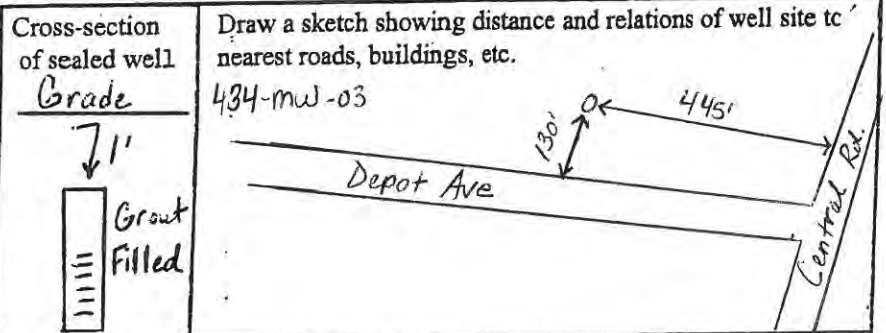 Cross-section
of sealed well
Grade
1'
Grout
Filled
Draw a sketch showing distance and relations of well site to
nearest roads, buildings, etc.
434-mw-03
445'
130'
Depot Ave
Central Rd.